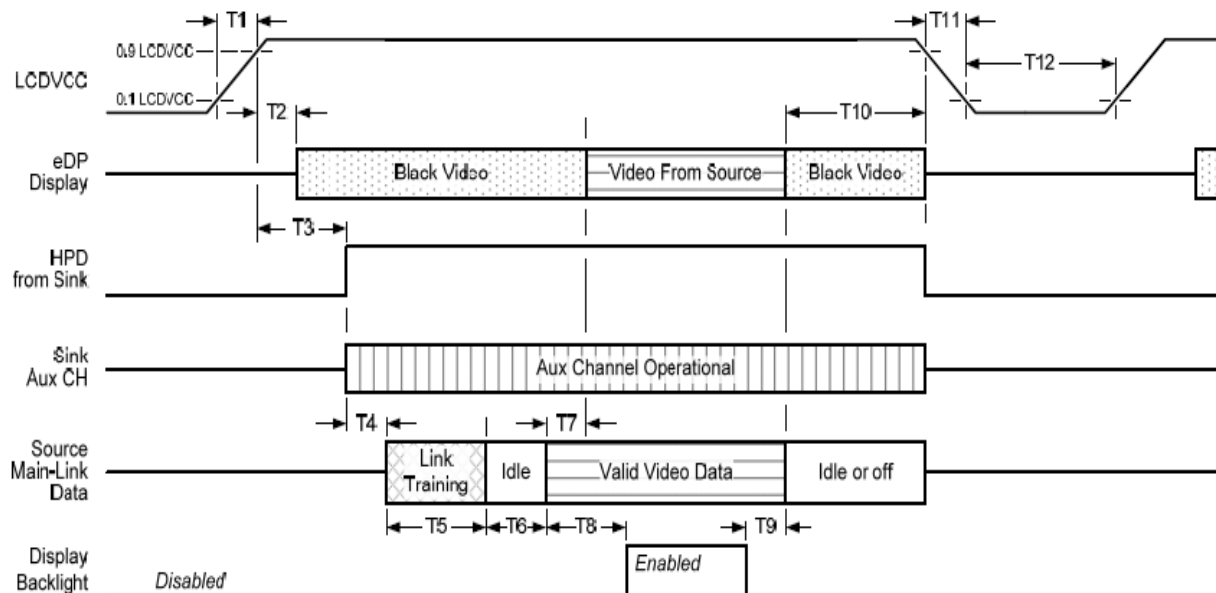 T1
T11
0.9 LCDVCC
LCDVCC
T12
0.1 LCDVCC
T2
T10
eDP
Display
Black Video
Video From Source
Black Video
T3
HPD
from Sink
Sink
Aux CH
Aux Channel Operational
T4
T7
Source
Main-Link
Data
Link
Training
Idle
Valid Video Data
Idle or off
T5
T6
T8
T9
Display
Backlight
Disabled
Enabled